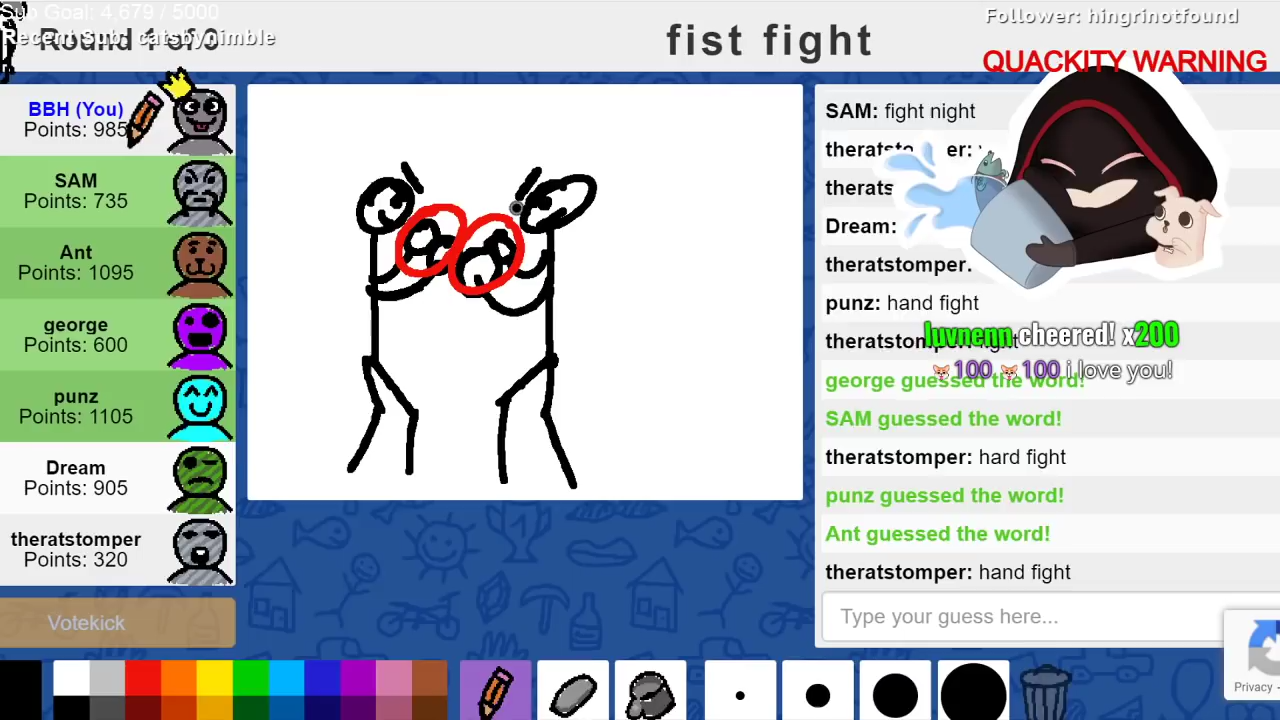 Sub Goal: 4,679 / 5000
Recent Sub: catsbynimble
Round 1 of
fist fight
Follower: hingrinotfound
QUACKITY WARNING
BBH (You)
Points: 985
SAM
Points: 735
Ant
Points: 1095
george
Points: 600
punz
Points: 1105
Dream
Points: 905
theratstomper
Points: 320
Votekick
SAM: fight night
Dream:
theratstomper:
punz: hand fight
luvnenn cheered! x200
100 100 i love you!
george guessed the word!
SAM guessed the word!
theratstomper: hard fight
punz guessed the word!
Ant guessed the word!
theratstomper: hand fight
Type your guess here...
Privacy -